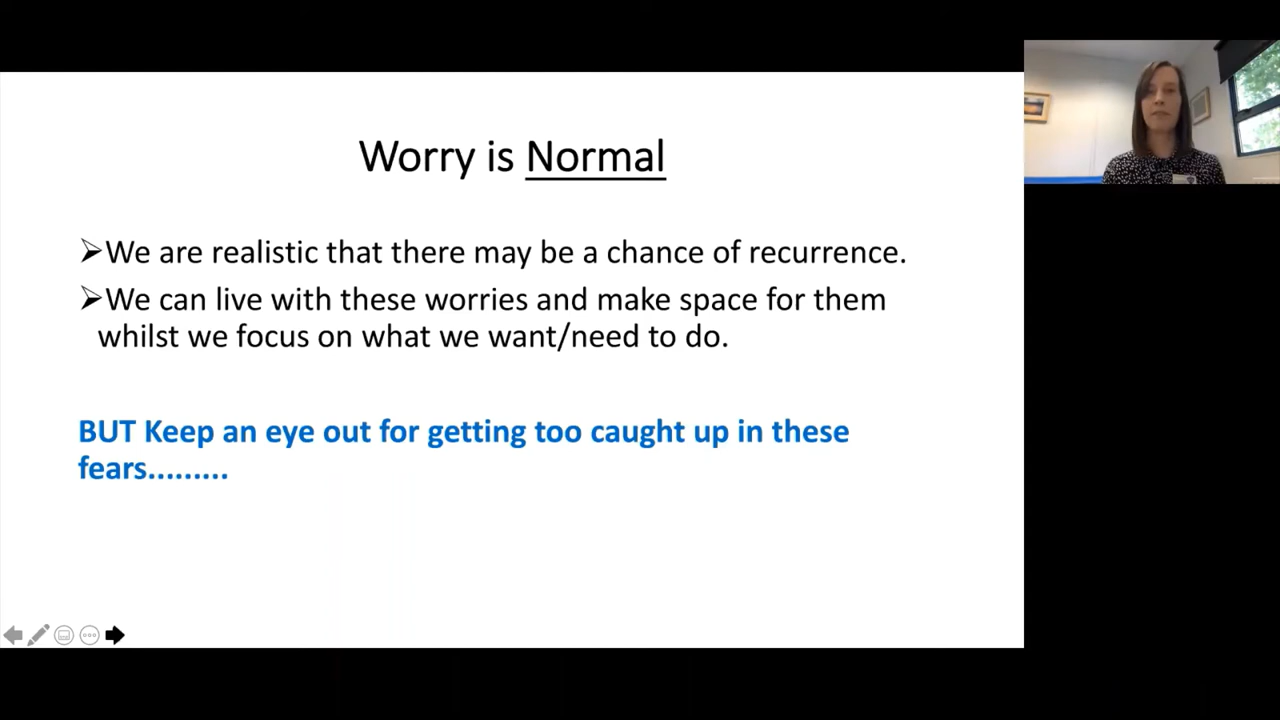 Worry is Normal
➢We are realistic that there may be a chance of recurrence.
➢We can live with these worries and make space for them
whilst we focus on what we want/need to do.
BUT Keep an eye out for getting too caught up in these
fears.........